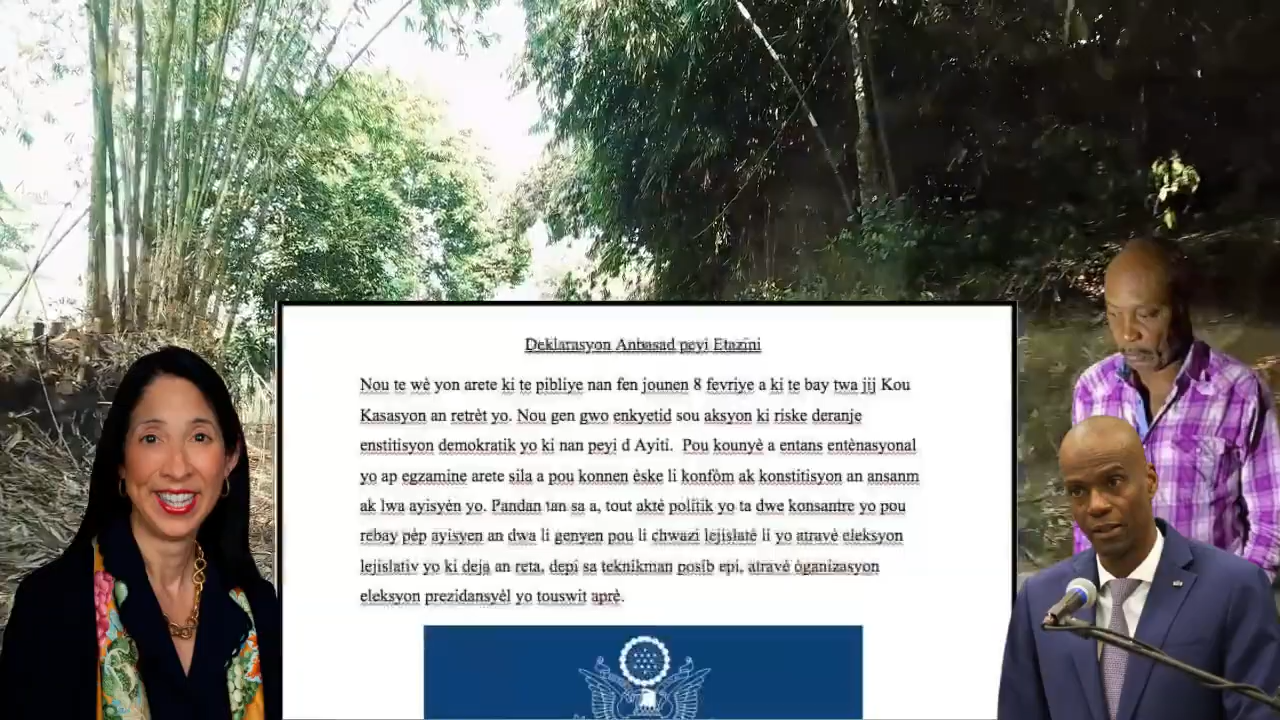 Deklarasyon Anbasad peyi Etazini
Nou te wè yon arete ki te pibliye nan fen jounen 8 fevriye a ki te bay twa jij Kou
Kasasyon an retrèt yo. Nou gen gwo enkyetid sou aksyon ki riske deranje
enstitisyon demokratik yo ki nan peyi d Ayiti. Pou kounyè a entans entènasyonal
yo ap egzamine arete sila a pou konnen èske li konfòm ak konstitisyon an ansanm
ak lwa ayisyèn yo. Pandan tan sa a, tout aktè politik yo ta dwe konsantre yo pou
rebay pèp ayisyen an dwa li genyen pou li chwazi lejislatè li yo atravè eleksyon
lejislativ yo ki deja an reta, depi sa teknikman posib epi, atravè òganizasyon
eleksyon prezidansyèl yo touswit aprè.